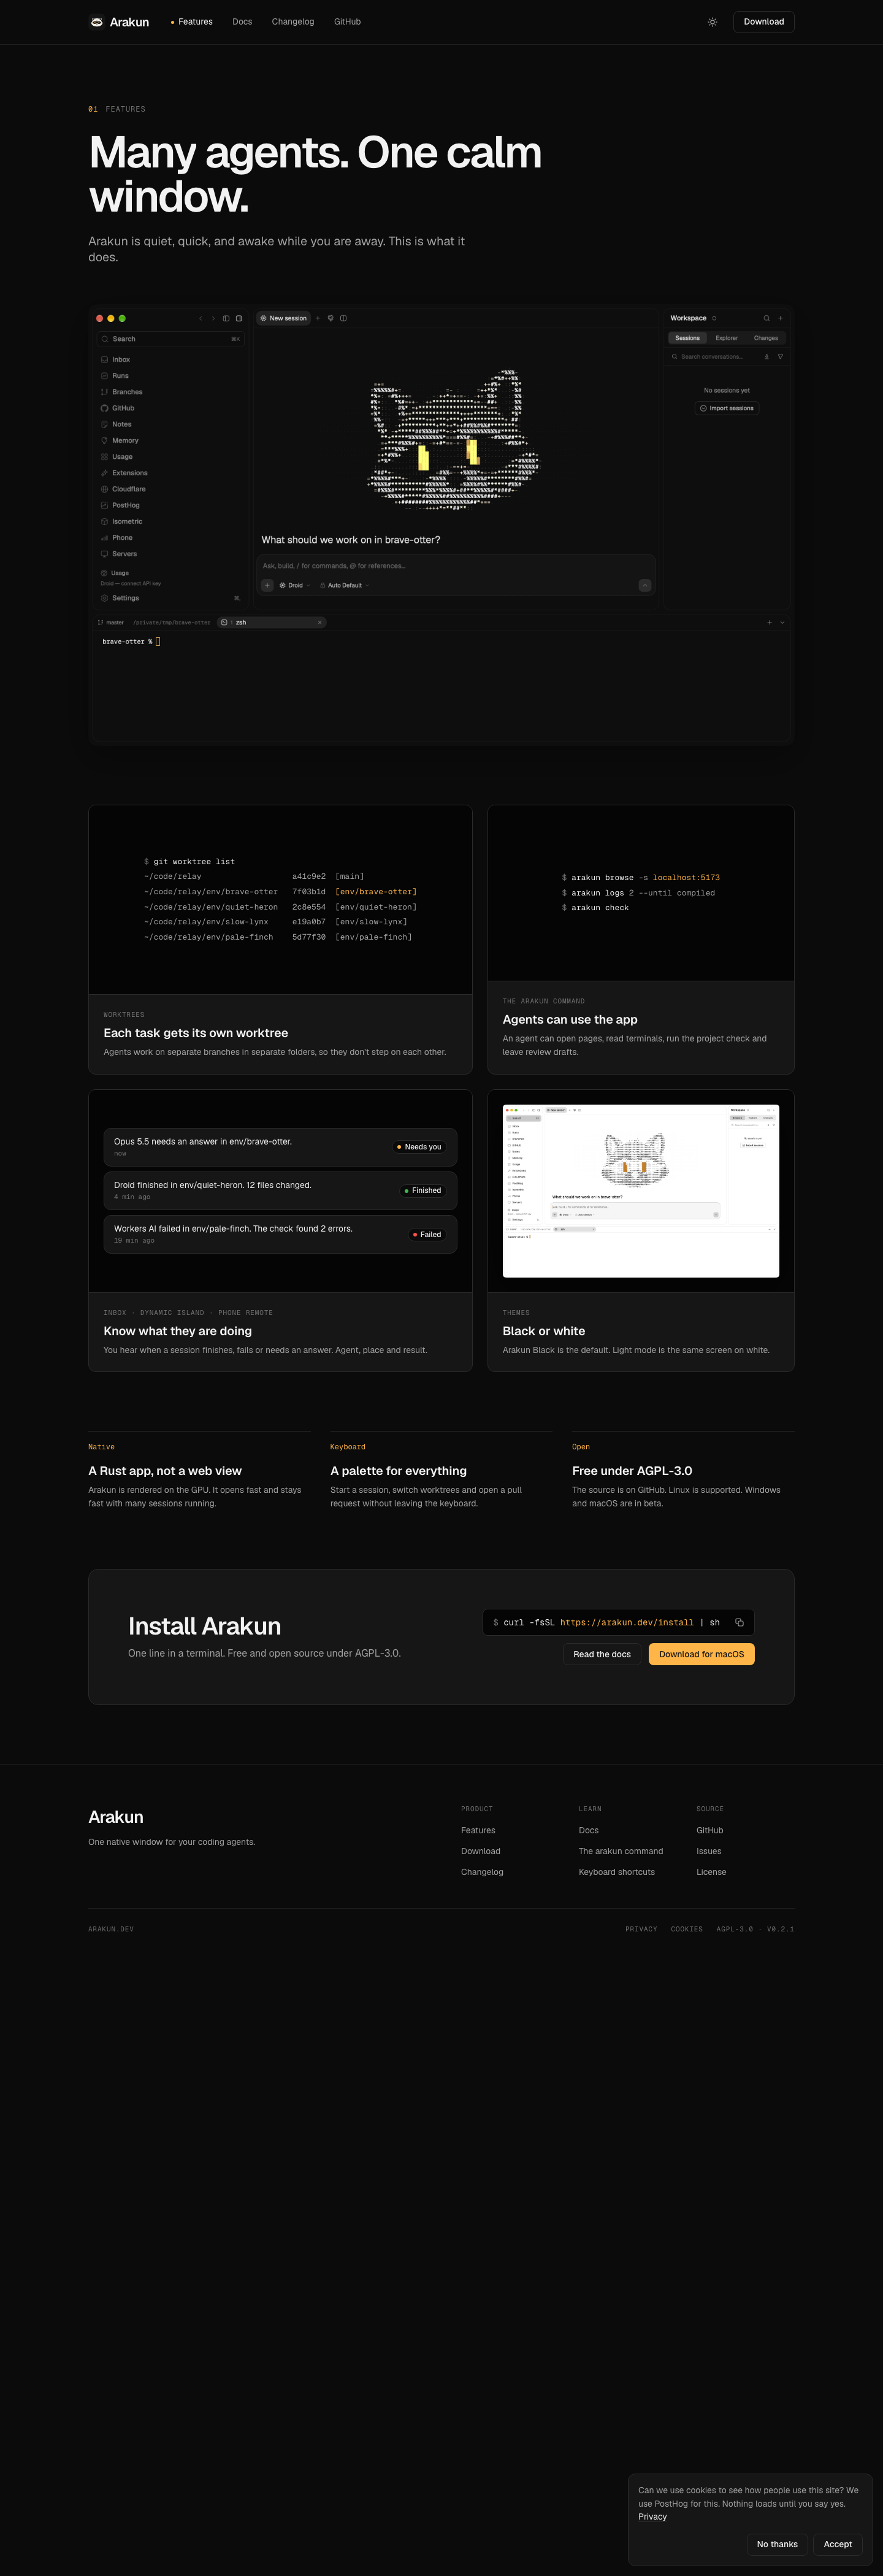 Arakun
Features
Docs
Changelog
GitHub
Download
01 FEATURES
Many agents. One calm
window.
Arakun is quiet, quick, and awake while you are away. This is what it
does.
New session
Workspace
Search
⌘K
Sessions
Explorer
Changes
Search conversations...
Inbox
Runs
Branches
GitHub
Notes
Memory
Usage
Extensions
Cloudflare
PostHog
Isometric
Phone
Servers
Usage
Droid — connect API key
Settings
No sessions yet
Import sessions
What should we work on in brave-otter?
Ask, build, / for commands, @ for references...
Droid
Auto Default
master
/private/tmp/brave-otter
1 zsh
brave-otter %
$ git worktree list
~/code/relay a41c9e2 [main]
~/code/relay/env/brave-otter 7f03b1d [env/brave-otter]
~/code/relay/env/quiet-heron 2c8e554 [env/quiet-heron]
~/code/relay/env/slow-lynx e19a0b7 [env/slow-lynx]
~/code/relay/env/pale-finch 5d77f30 [env/pale-finch]
WORKTREES
Each task gets its own worktree
Agents work on separate branches in separate folders, so they don't step on each other.
$ arakun browse -s localhost:5173
$ arakun logs 2 --until compiled
$ arakun check
THE ARAKUN COMMAND
Agents can use the app
An agent can open pages, read terminals, run the project check and
leave review drafts.
Opus 5.5 needs an answer in env/brave-otter.
now
Needs you
Droid finished in env/quiet-heron. 12 files changed.
4 min ago
Finished
Workers AI failed in env/pale-finch. The check found 2 errors.
19 min ago
Failed
INBOX · DYNAMIC ISLAND · PHONE REMOTE
Know what they are doing
You hear when a session finishes, fails or needs an answer. Agent, place and result.
What should we work on in brave-otter?
THEMES
Black or white
Arakun Black is the default. Light mode is the same screen on white.
Native
A Rust app, not a web view
Arakun is rendered on the GPU. It opens fast and stays
fast with many sessions running.
Keyboard
A palette for everything
Start a session, switch worktrees and open a pull
request without leaving the keyboard.
Open
Free under AGPL-3.0
The source is on GitHub. Linux is supported. Windows
and macOS are in beta.
Install Arakun
One line in a terminal. Free and open source under AGPL-3.0.
$ curl -fsSL https://arakun.dev/install | sh
Read the docs
Download for macOS
Arakun
One native window for your coding agents.
PRODUCT
Features
Download
Changelog
LEARN
Docs
The arakun command
Keyboard shortcuts
SOURCE
GitHub
Issues
License
ARAKUN.DEV
PRIVACY
COOKIES
AGPL-3.0 · V0.2.1
Can we use cookies to see how people use this site? We
use PostHog for this. Nothing loads until you say yes.
Privacy
No thanks
Accept